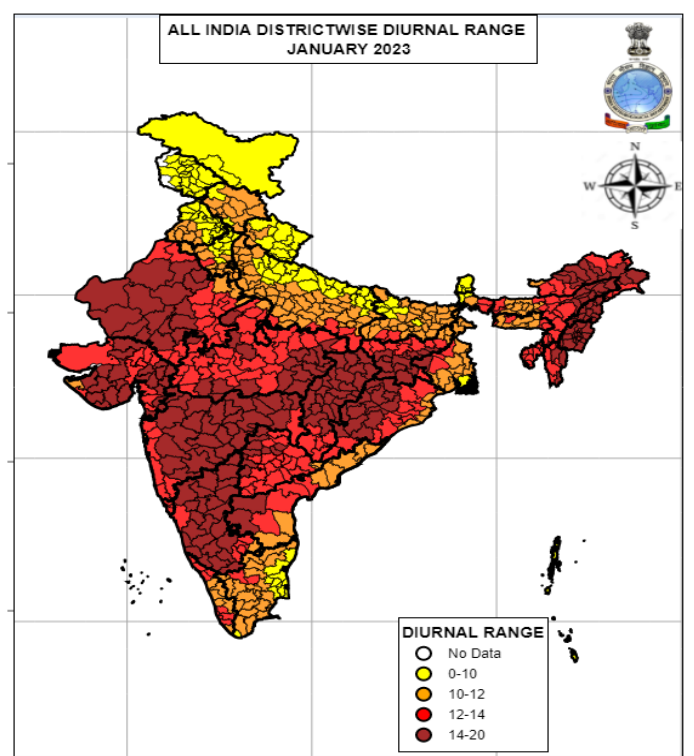 ALL INDIA DISTRICTWISE DIURNAL RANGE
JANUARY 2023
N
W
E
S
DIURNAL RANGE
No Data
0-10
10-12
12-14
14-20